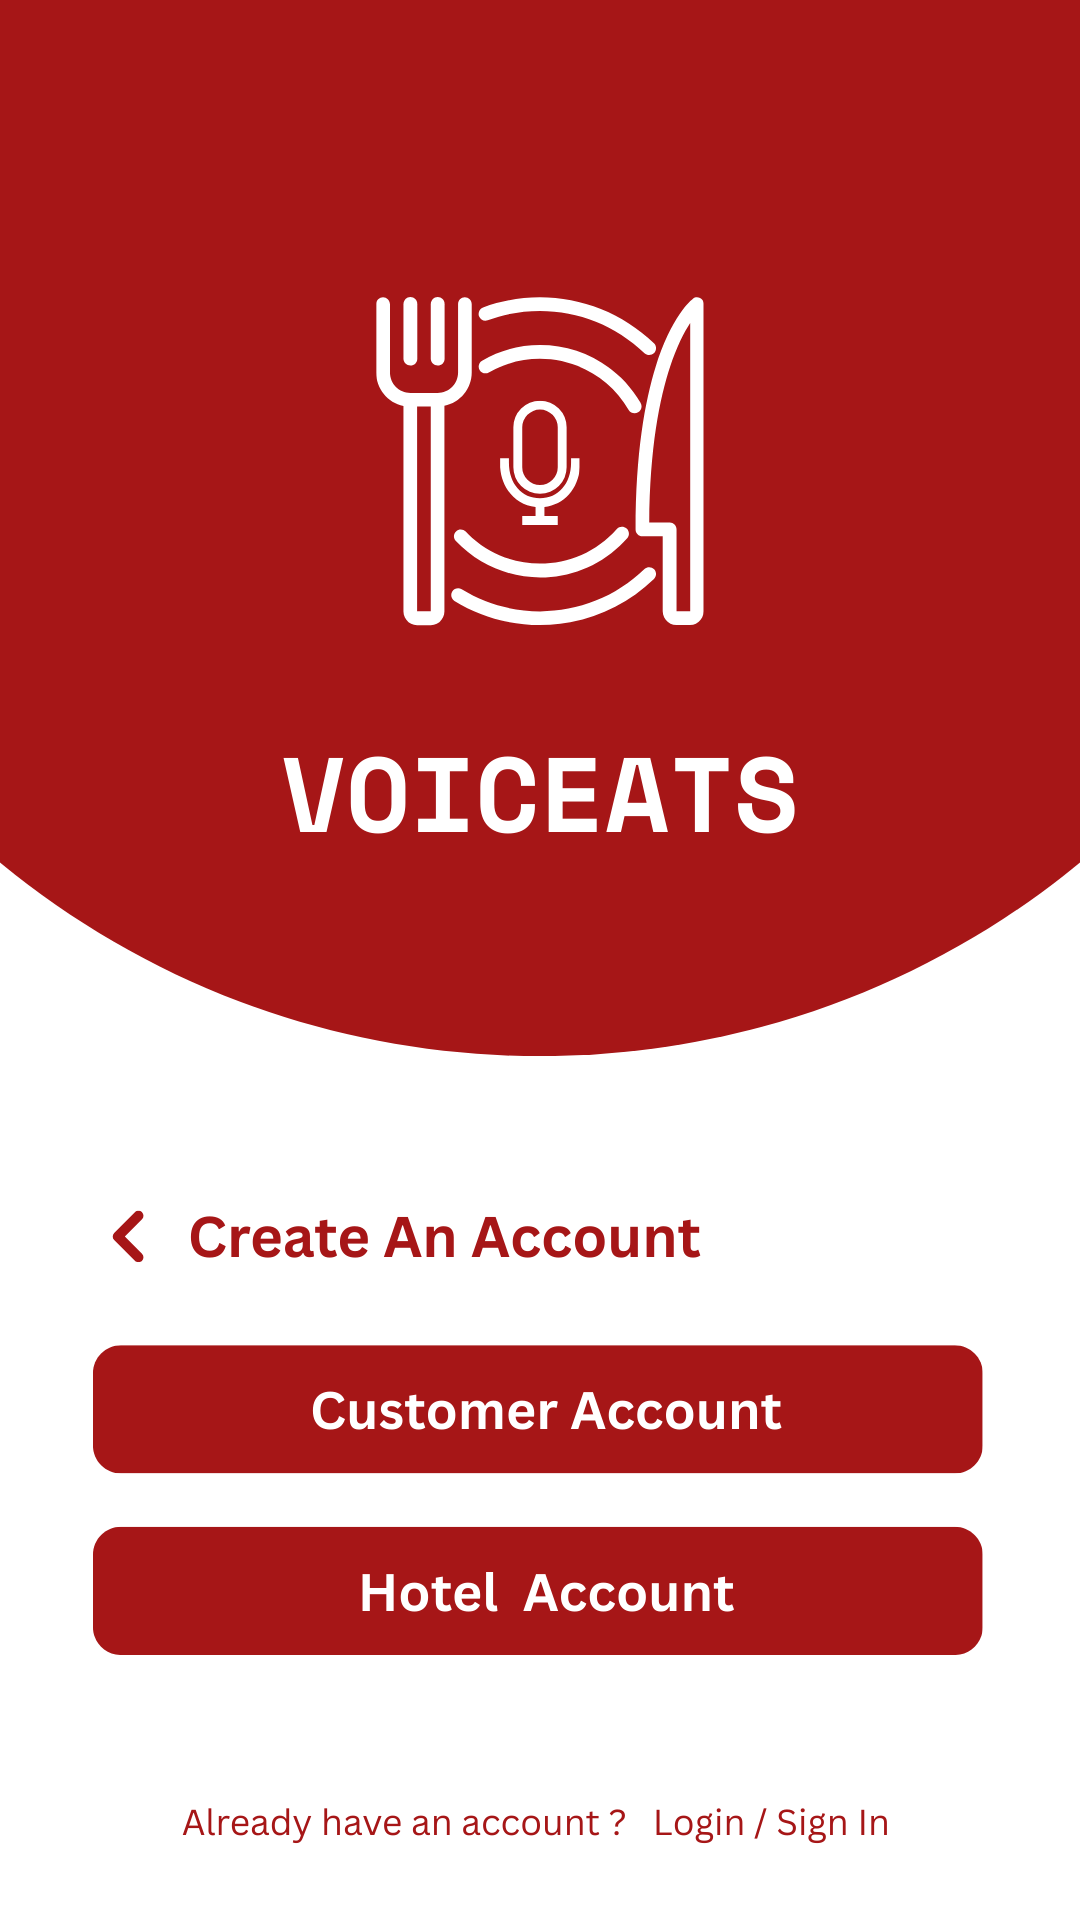 VOICEATS
Create An Account
Customer Account
Hotel  Account
Already have an account ?   Login / Sign In